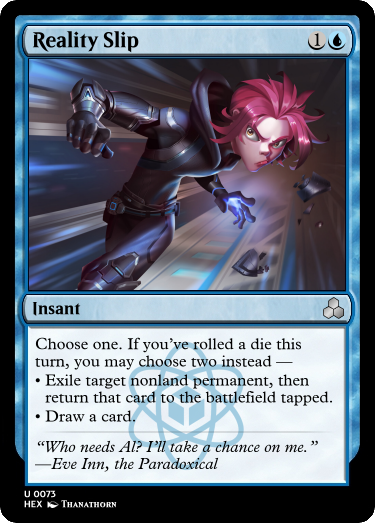 Reality Slip 1
Insant
Choose one. If you've rolled a die this
turn, you may choose two instead —
• Exile target nonland permanent, then
return that card to the battlefield tapped.
• Draw a card.
"Who needs Al? I'll take a chance on me."
—Eve Inn, the Paradoxical
U 0073
HEX Thanathorn